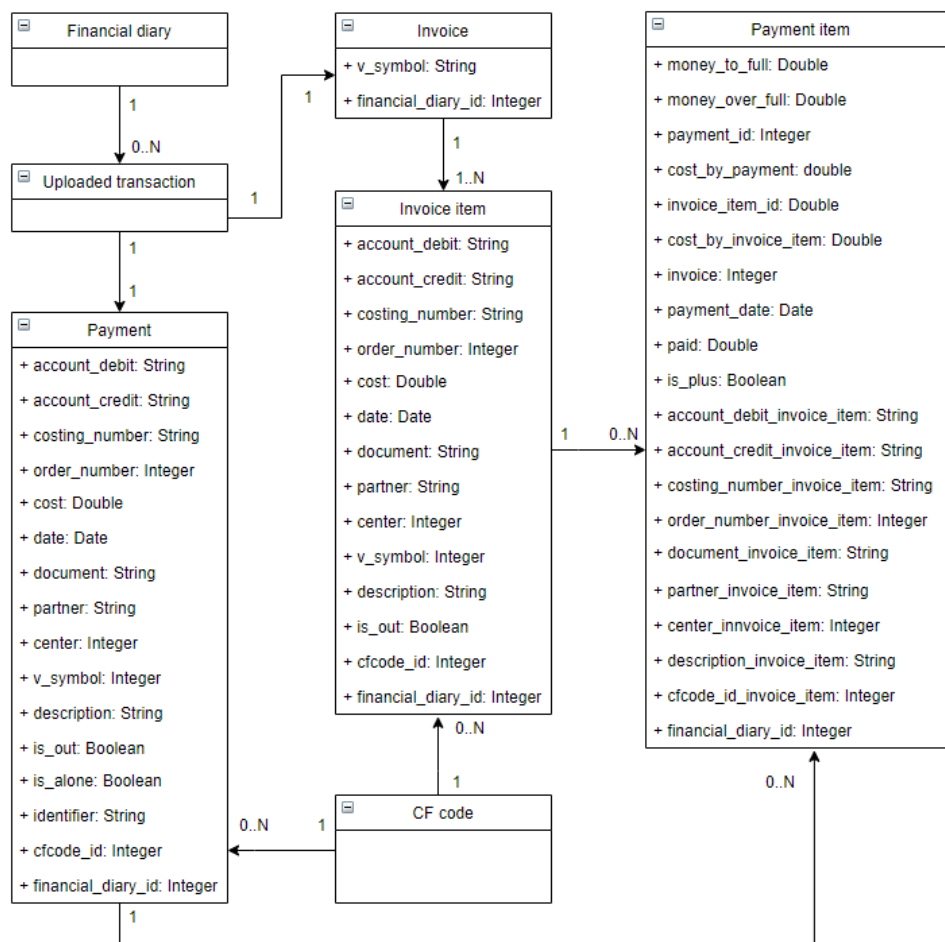 Financial diary
1
0..N
Uploaded transaction
1
1
1
1
Invoice
+ v_symbol: String
+ financial_diary_id: Integer
1
1..N
Invoice item
+ account_debit: String
+ account_credit: String
+ costing_number: String
+ order_number: Integer
+ cost: Double
+ date: Date
+ document: String
+ partner: String
+ center: Integer
+ v_symbol: Integer
+ description: String
+ is_out: Boolean
+ cfcode_id: Integer
+ financial_diary_id: Integer
1
0..N
0..N
1
Payment
+ account_debit: String
+ account_credit: String
+ costing_number: String
+ order_number: Integer
+ cost: Double
+ date: Date
+ document: String
+ partner: String
+ center: Integer
+ v_symbol: Integer
+ description: String
+ is_out: Boolean
+ is_alone: Boolean
+ identifier: String
+ cfcode_id: Integer
+ financial_diary_id: Integer
0..N
1
CF code
1
Payment item
+ money_to_full: Double
+ money_over_full: Double
+ payment_id: Integer
+ cost_by_payment: double
+ invoice_item_id: Double
+ cost_by_invoice_item: Double
+ invoice: Integer
+ payment_date: Date
+ paid: Double
+ is_plus: Boolean
+ account_debit_invoice_item: String
+ account_credit_invoice_item: String
+ costing_number_invoice_item: String
+ order_number_invoice_item: Integer
+ document_invoice_item: String
+ partner_invoice_item: String
+ center_innvoice_item: Integer
+ description_invoice_item: String
+ cfcode_id_invoice_item: Integer
+ financial_diary_id: Integer
0..N